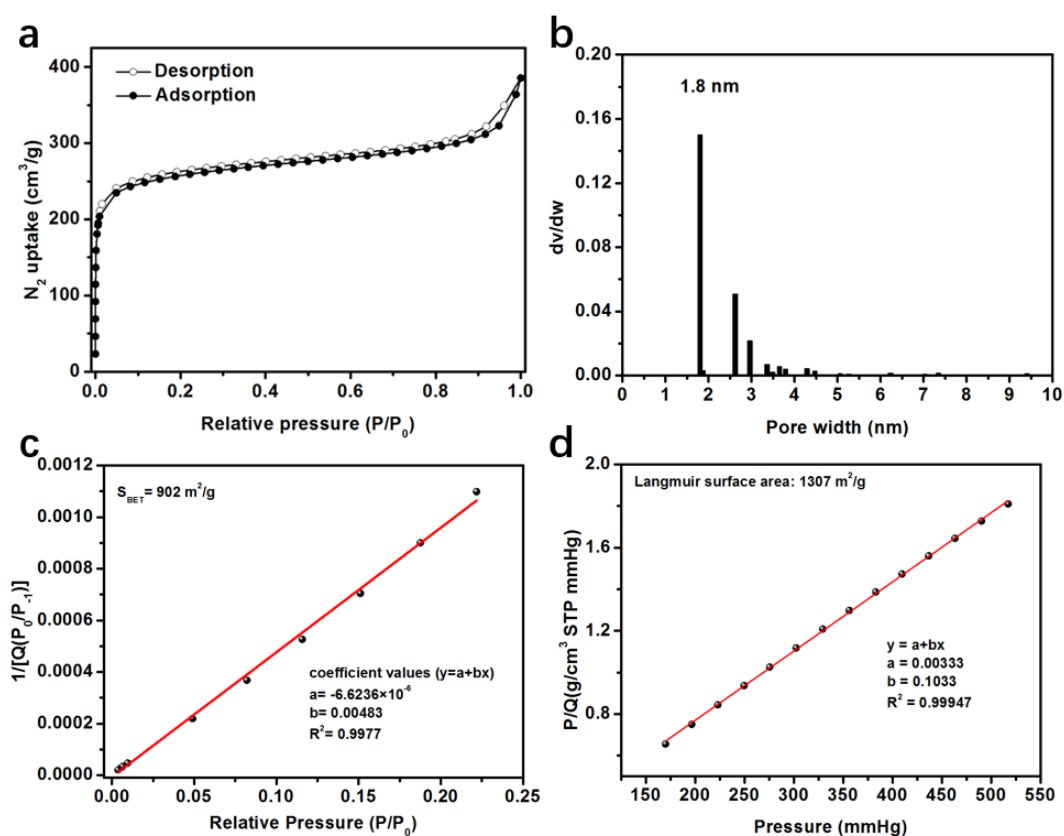 a
N2 uptake (cm3/g)
400
300
200
100
0
Desorption
Adsorption
0.0 0.2 0.4 0.6 0.8 1.0
Relative pressure (P/P0)
b
dv/dw
0.20
0.16
0.12
0.08
0.04
0.00
1.8 nm
0 1 2 3 4 5 6 7 8 9 10
Pore width (nm)
c
1/[Q(P0/P-1)]
0.0012
0.0010
0.0008
0.0006
0.0004
0.0002
0.0000
SBET= 902 m2/g
coefficient values (y=a+bx)
a= -6.6236×10-6
b= 0.00483
R2= 0.9977
0.00 0.05 0.10 0.15 0.20 0.25
Relative Pressure (P/P0)
d
P/Q(g/cm3 STP mmHg)
2.0
1.6
1.2
0.8
Langmuir surface area: 1307 m2/g
y = a+bx
a = 0.00333
b = 0.1033
R2 = 0.99947
150 200 250 300 350 400 450 500 550
Pressure (mmHg)